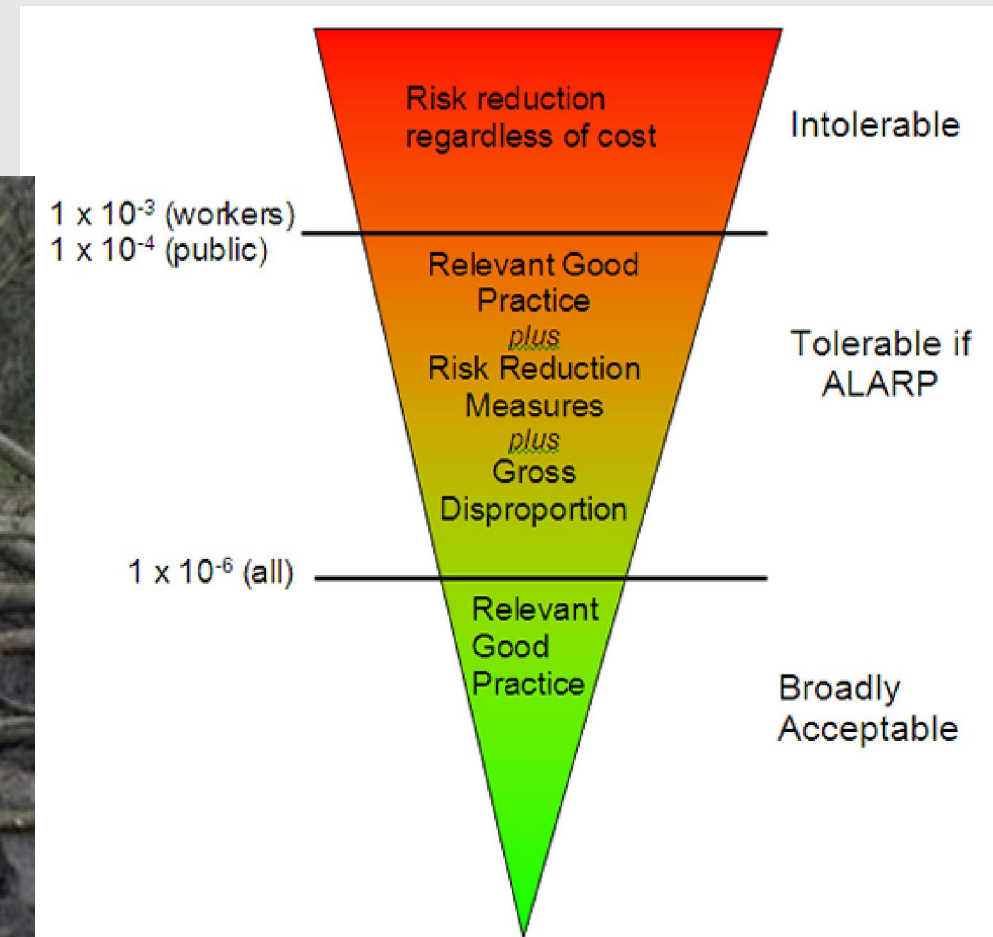 Risk reduction
regardless of cost
Intolerable
1 x 10⁻³ (workers)
1 x 10⁻⁴ (public)
Relevant Good
Practice
plus
Risk Reduction
Measures
plus
Gross
Disproportion
Tolerable if
ALARP
1 x 10⁻⁶ (all)
Relevant
Good
Practice
Broadly
Acceptable